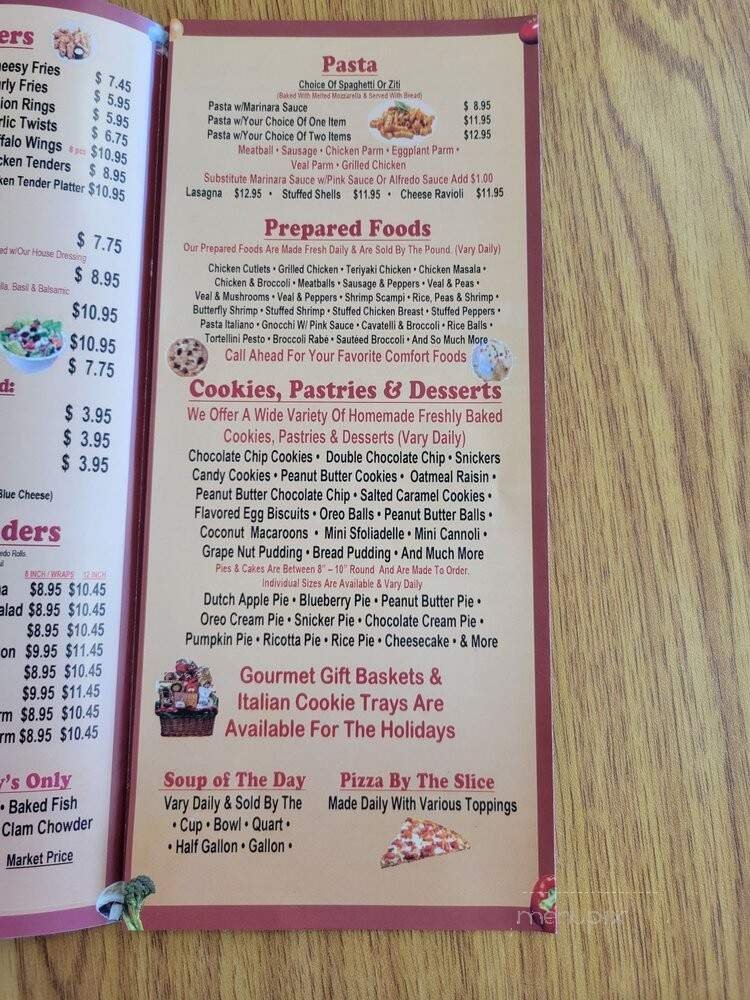 ers
eesy Fries $ 7.45
rly Fries $ 5.95
ion Rings $ 5.95
rlic Twists $ 6.75
ffalo Wings 8 pcs $10.95
cken Tenders $ 8.95
ken Tender Platter $10.95
$ 7.75
ed w/Our House Dressing
$ 8.95
lla, Basil & Balsamic
$10.95
$10.95
$ 7.75
d:
$ 3.95
$ 3.95
$ 3.95
Blue Cheese)
ders
edo Rolls.
8 INCH / WRAPS 12 INCH
na $8.95 $10.45
alad $8.95 $10.45
$8.95 $10.45
on $9.95 $11.45
$8.95 $10.45
$9.95 $11.45
rm $8.95 $10.45
rm $8.95 $10.45
y's Only
• Baked Fish
Clam Chowder
Market Price
Pasta
Choice Of Spaghetti Or Ziti
(Baked With Melted Mozzarella & Served With Bread)
Pasta w/Marinara Sauce $ 8.95
Pasta w/Your Choice Of One Item $11.95
Pasta w/Your Choice Of Two Items $12.95
Meatball • Sausage • Chicken Parm • Eggplant Parm •
Veal Parm • Grilled Chicken
Substitute Marinara Sauce w/Pink Sauce Or Alfredo Sauce Add $1.00
Lasagna $12.95 • Stuffed Shells $11.95 • Cheese Ravioli $11.95
Prepared Foods
Our Prepared Foods Are Made Fresh Daily & Are Sold By The Pound. (Vary Daily)
Chicken Cutlets • Grilled Chicken • Teriyaki Chicken • Chicken Masala •
Chicken & Broccoli • Meatballs • Sausage & Peppers • Veal & Peas •
Veal & Mushrooms • Veal & Peppers • Shrimp Scampi • Rice, Peas & Shrimp •
Butterfly Shrimp • Stuffed Shrimp • Stuffed Chicken Breast • Stuffed Peppers •
Pasta Italiano • Gnocchi W/ Pink Sauce • Cavatelli & Broccoli • Rice Balls •
Tortellini Pesto • Broccoli Rabé • Sautéed Broccoli • And So Much More
Call Ahead For Your Favorite Comfort Foods
Cookies, Pastries & Desserts
We Offer A Wide Variety Of Homemade Freshly Baked
Cookies, Pastries & Desserts (Vary Daily)
Chocolate Chip Cookies • Double Chocolate Chip • Snickers
Candy Cookies • Peanut Butter Cookies • Oatmeal Raisin •
Peanut Butter Chocolate Chip • Salted Caramel Cookies •
Flavored Egg Biscuits • Oreo Balls • Peanut Butter Balls •
Coconut Macaroons • Mini Sfoliadelle • Mini Cannoli •
Grape Nut Pudding • Bread Pudding • And Much More
Pies & Cakes Are Between 8" – 10" Round And Are Made To Order.
Individual Sizes Are Available & Vary Daily
Dutch Apple Pie • Blueberry Pie • Peanut Butter Pie •
Oreo Cream Pie • Snicker Pie • Chocolate Cream Pie •
Pumpkin Pie • Ricotta Pie • Rice Pie • Cheesecake • & More
Gourmet Gift Baskets &
Italian Cookie Trays Are
Available For The Holidays
Soup of The Day
Vary Daily & Sold By The
• Cup • Bowl • Quart •
• Half Gallon • Gallon •
Pizza By The Slice
Made Daily With Various Toppings
menupix